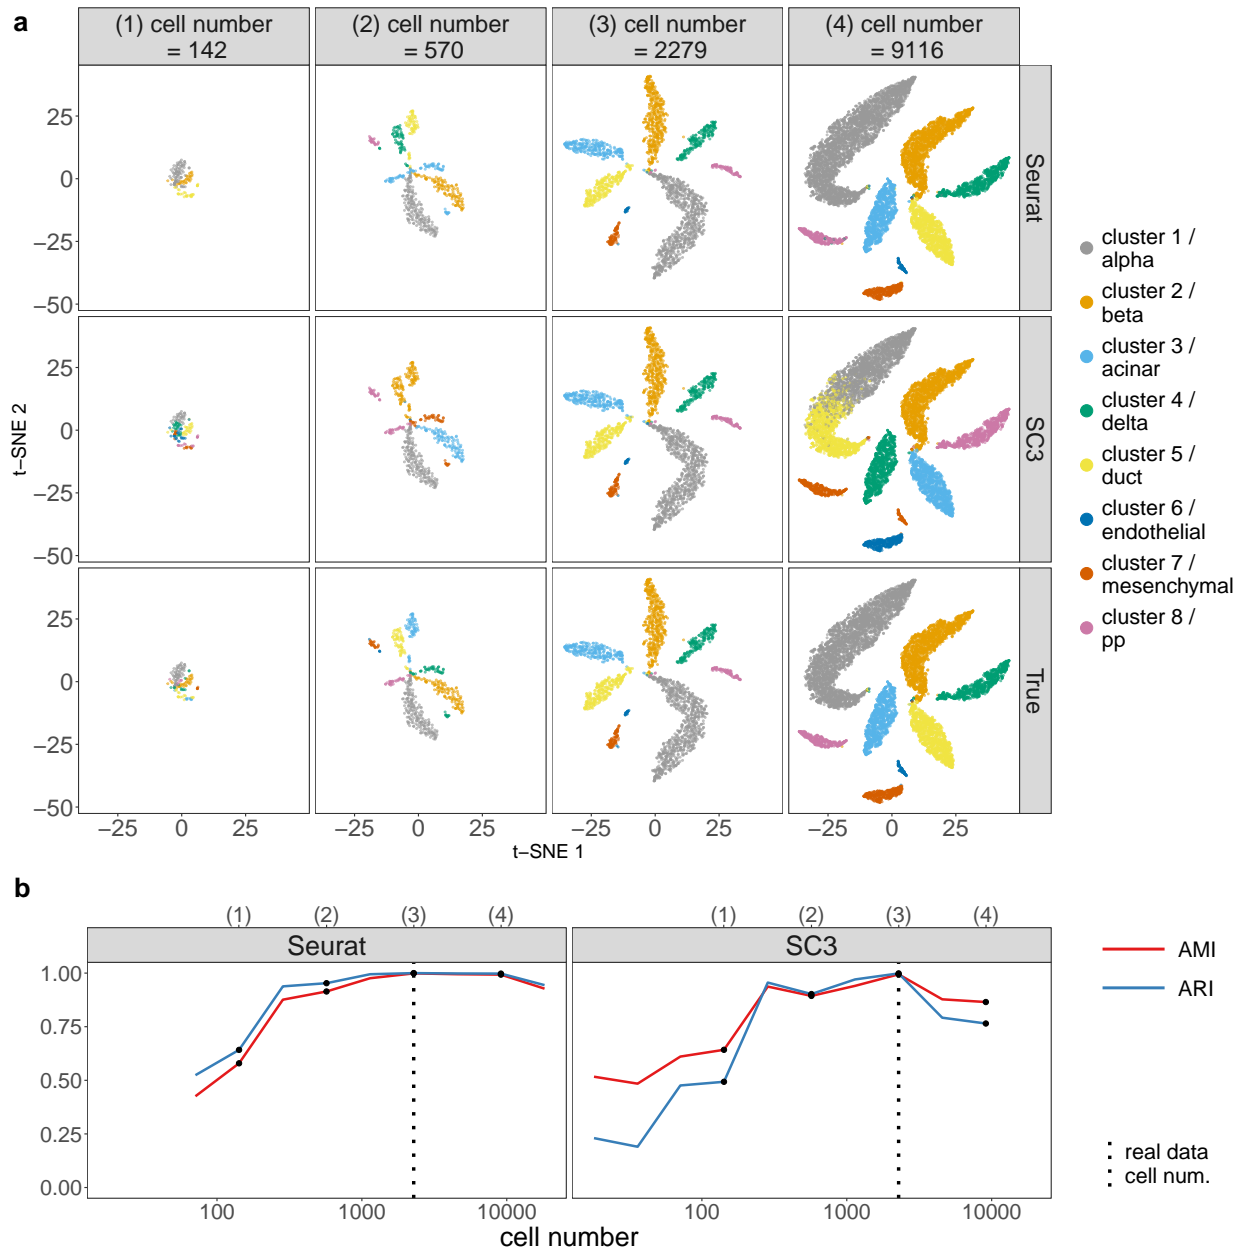 a
(1) cell number
= 142
(2) cell number
= 570
(3) cell number
= 2279
(4) cell number
= 9116
25
0
−25
−50
Seurat
25
0
−25
−50
SC3
25
0
−25
−50
True
t−SNE 2
−25 0 25
−25 0 25
−25 0 25
−25 0 25
t−SNE 1
cluster 1 /
alpha
cluster 2 /
beta
cluster 3 /
acinar
cluster 4 /
delta
cluster 5 /
duct
cluster 6 /
endothelial
cluster 7 /
mesenchymal
cluster 8 /
pp
b
(1) (2) (3) (4)
(1) (2) (3) (4)
Seurat
SC3
1.00
0.75
0.50
0.25
0.00
100 1000 10000
100 1000 10000
cell number
AMI
ARI
real data
cell num.